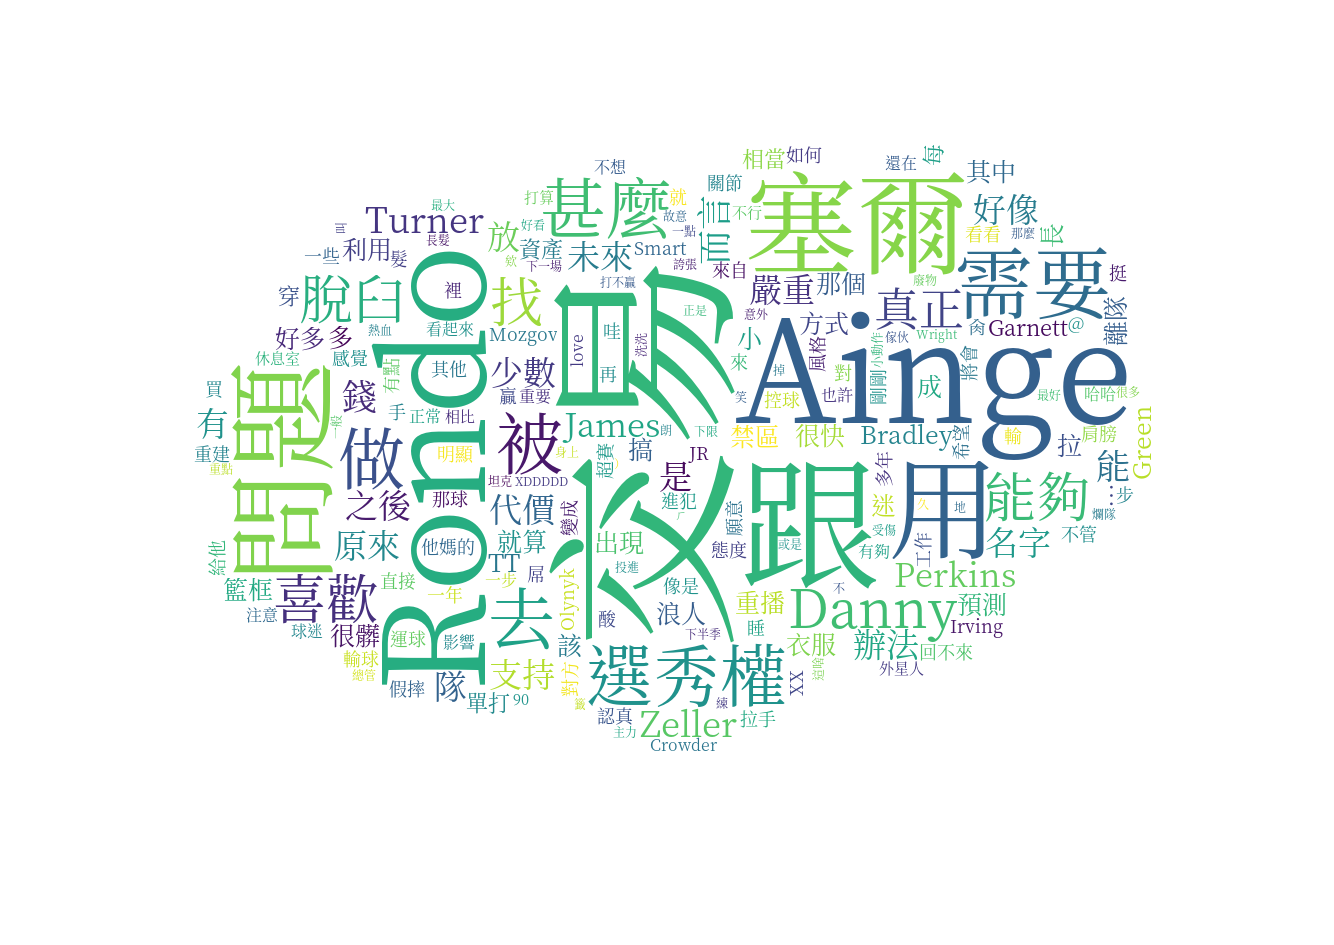 不想
相當
如何
還在
每
其中
打算
甚麼
就
關節
塞爾
好像
最大
Turner
好看
故意
不行
而言
看看
那麼
長
長髮
一些
利用
髮
放
資產
未來
Smart
一點
欸
下一場
誇張
來自
需要
挺
穿
脫臼
裡
找
打不贏
助
嚴重
那個
真正
廢物
離隊
好多
多
熱血
看起來
Mozgov
哇
love
正是
洗洗
意外
小
方式
Garnett
@
肏
休息室
感覺
有點
其他
少數
再
來
風格
傢伙
Wright
小動作
將會
Ainge
買
錢
手
正常
相比
贏
重要
笑
掉
對
控球
也許
剛剛
成
最好
哈哈
很多
有
問題
一般
Rondo
被
James
朗
下限
禁區
很快
Bradley
希望
輸
拉
肩膀
Green
重建
重點
做
明顯
身上
超賽
搞
是
JR
多年
能
步
坦克
XDDDDD
進犯
沒
跟
用
能夠
…
爛隊
之後
那球
代價
變成
願意
迷
久
地
名字
不管
給他
原來
他媽的
就算
TT
出現
態度
或是
有夠
受傷
工作
籃框
喜歡
直接
一年
一步
屌
投進
像是
不
Perkins
注意
球迷
很髒
運球
影響
去
Olynyk
酸
浪人
重播
Danny
預測
Irving
輸球
總管
假摔
隊
支持
該
對方
下半季
睡
衣服
辦法
回不來
單打
90
選秀權
XX
這啥
外星人
籤
認真
主力
Zeller
練
拉手
Crowder